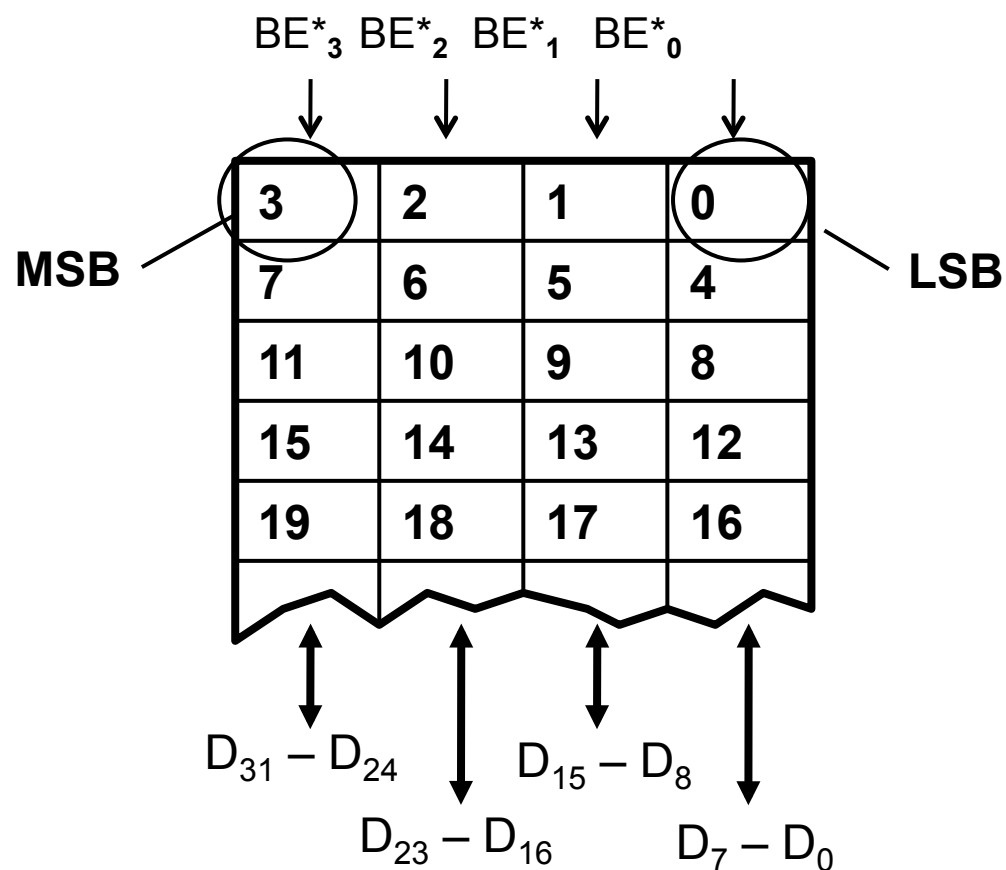 BE*₃ BE*₂ BE*₁ BE*₀
3 2 1 0
MSB LSB
7 6 5 4
11 10 9 8
15 14 13 12
19 18 17 16
D₃₁ – D₂₄ D₁₅ – D₈
D₂₃ – D₁₆ D₇ – D₀